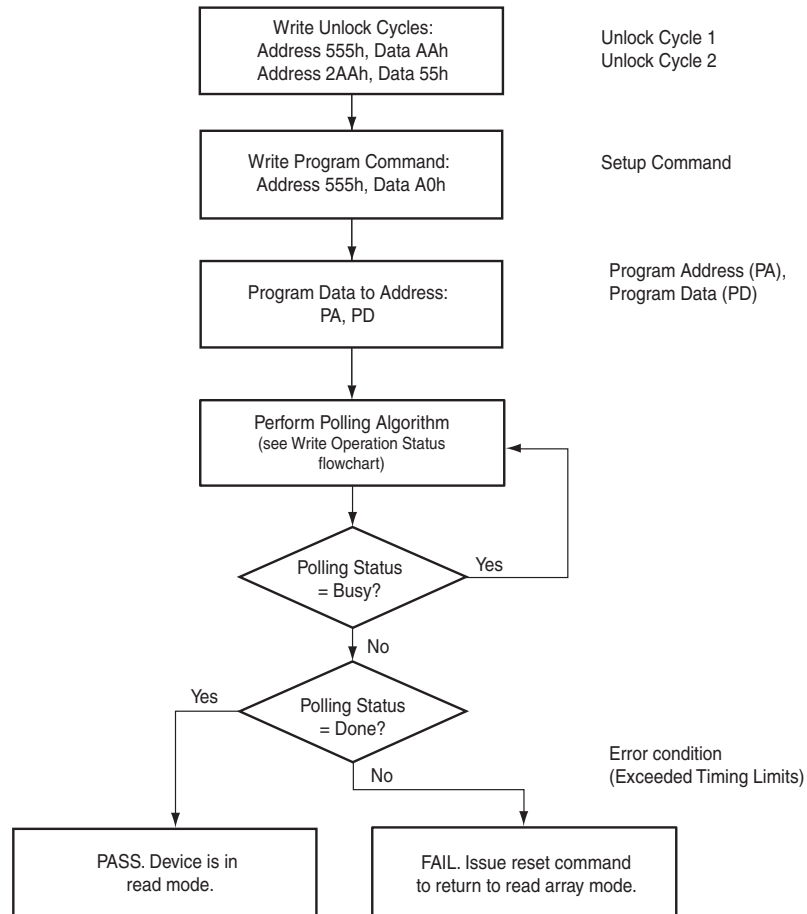 Write Unlock Cycles:
Address 555h, Data AAh
Address 2AAh, Data 55h
Unlock Cycle 1
Unlock Cycle 2
Write Program Command:
Address 555h, Data A0h
Setup Command
Program Data to Address:
PA, PD
Program Address (PA),
Program Data (PD)
Perform Polling Algorithm
(see Write Operation Status
flowchart)
Polling Status
= Busy?
Yes
No
Polling Status
= Done?
Yes
No
Error condition
(Exceeded Timing Limits)
PASS. Device is in
read mode.
FAIL. Issue reset command
to return to read array mode.